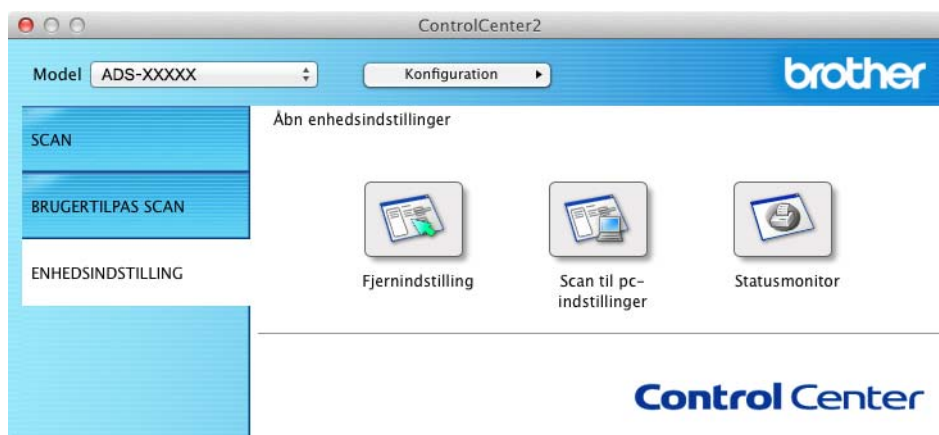 ControlCenter2
Model ADS-XXXXX Konfiguration brother
SCAN
BRUGERTILPAS SCAN
ENHEDSINDSTILLING
Åbn enhedsindstillinger
Fjernindstilling
Scan til pc-
indstillinger
Statusmonitor
Control Center